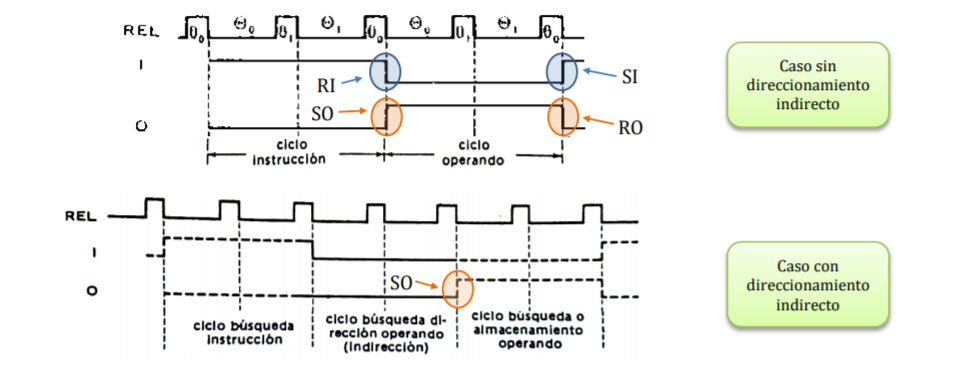 REL θ₀ Θ₀ θ₁ Θ₁ θ₀ Θ₀ θ₁ Θ₁ θ₀
I
RI
SI
SO
O
RO
ciclo
instrucción
ciclo
operando
Caso sin
direccionamiento
indirecto
REL
I
SO
O
ciclo búsqueda
instrucción
ciclo búsqueda di-
rección operando
(indirección)
ciclo búsqueda o
almacenamiento
operando
Caso con
direccionamiento
indirecto